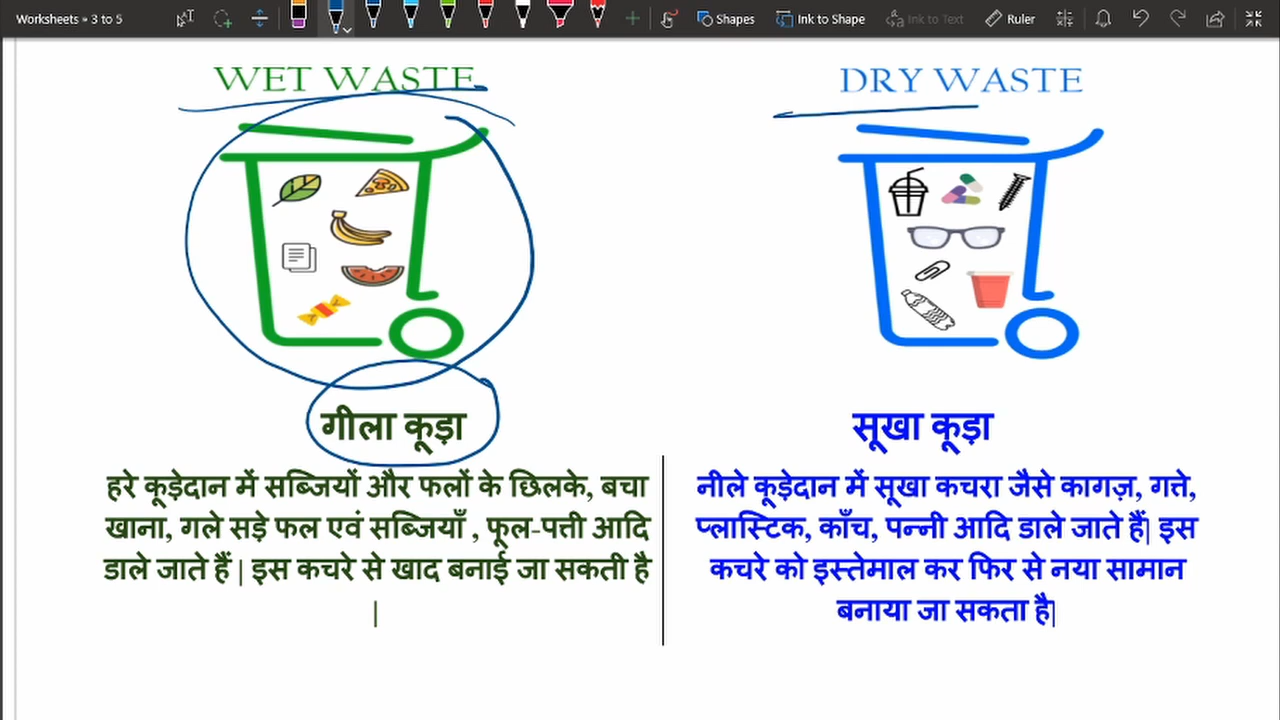 Worksheets - 3 to 5
Shapes
Ink to Shape
Ink to Text
Ruler
WET WASTE
DRY WASTE
गीला कूड़ा
सूखा कूड़ा
हरे कूड़ेदान में सब्जियों और फलों के छिलके, बचा
खाना, गले सड़े फल एवं सब्जियाँ , फूल-पत्ती आदि
डाले जाते हैं | इस कचरे से खाद बनाई जा सकती है
|
नीले कूड़ेदान में सूखा कचरा जैसे कागज़, गत्ते,
प्लास्टिक, काँच, पन्नी आदि डाले जाते हैं| इस
कचरे को इस्तेमाल कर फिर से नया सामान
बनाया जा सकता है|